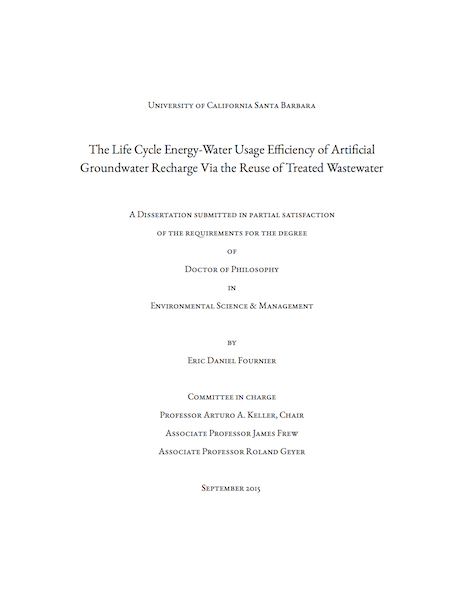 University of California Santa Barbara
The Life Cycle Energy-Water Usage Efficiency of Artificial
Groundwater Recharge Via the Reuse of Treated Wastewater
A Dissertation submitted in partial satisfaction
of the requirements for the degree
of
Doctor of Philosophy
in
Environmental Science & Management
by
Eric Daniel Fournier
Committee in charge
Professor Arturo A. Keller, Chair
Associate Professor James Frew
Associate Professor Roland Geyer
September 2015